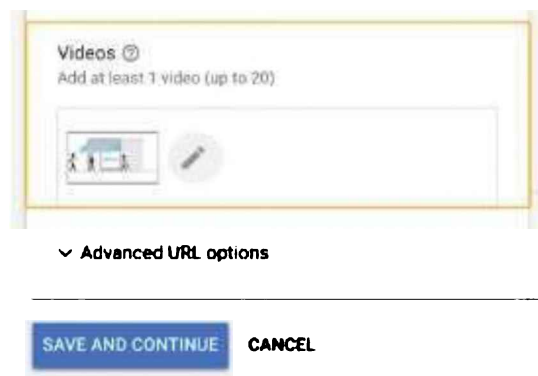 Videos
Add at least 1 video (up to 20)
Advanced URL options
SAVE AND CONTINUE CANCEL